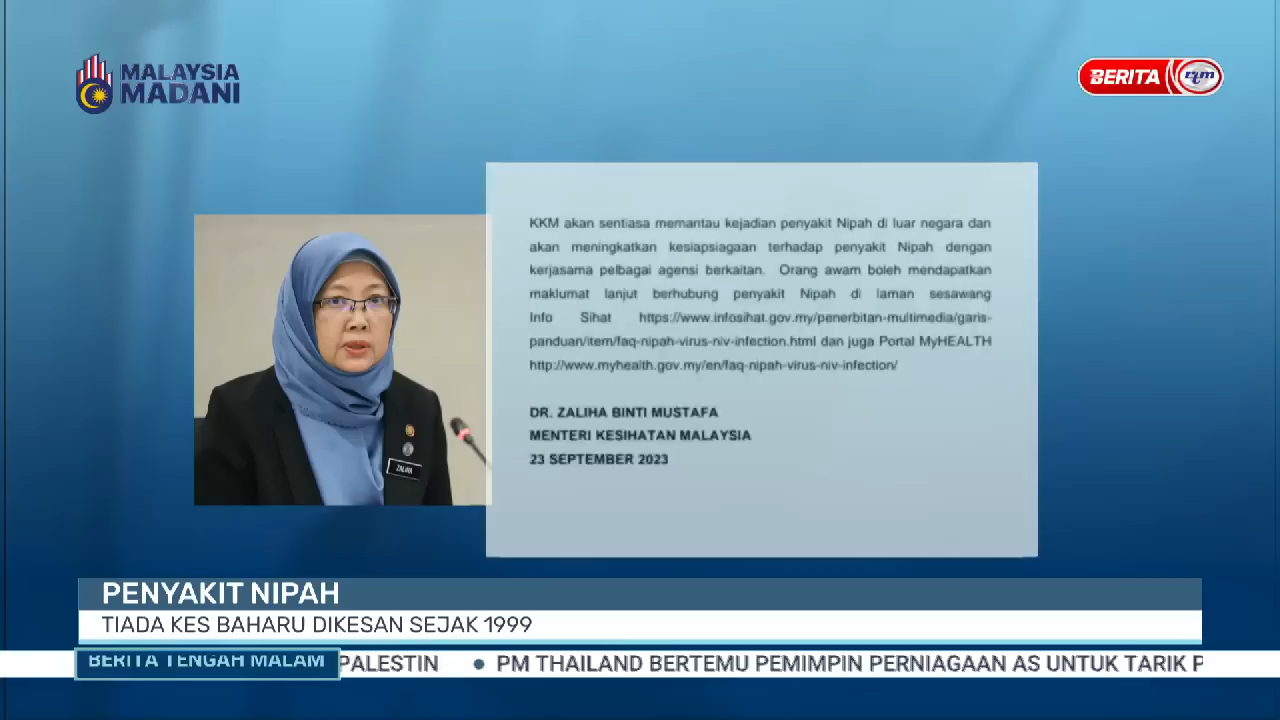 MALAYSIA
MADANI
BERITA rtm
KKM akan sentiasa memantau kejadian penyakit Nipah di luar negara dan
akan meningkatkan kesiapsiagaan terhadap penyakit Nipah dengan
kerjasama pelbagai agensi berkaitan. Orang awam boleh mendapatkan
maklumat lanjut berhubung penyakit Nipah di laman sesawang
Info Sihat https://www.infosihat.gov.my/penerbitan-multimedia/garis-
panduan/item/faq-nipah-virus-niv-infection.html dan juga Portal MyHEALTH
http://www.myhealth.gov.my/en/faq-nipah-virus-niv-infection/
DR. ZALIHA BINTI MUSTAFA
MENTERI KESIHATAN MALAYSIA
23 SEPTEMBER 2023
ZALIHA
PENYAKIT NIPAH
TIADA KES BAHARU DIKESAN SEJAK 1999
BERITA TENGAH MALAM PALESTIN • PM THAILAND BERTEMU PEMIMPIN PERNIAGAAN AS UNTUK TARIK